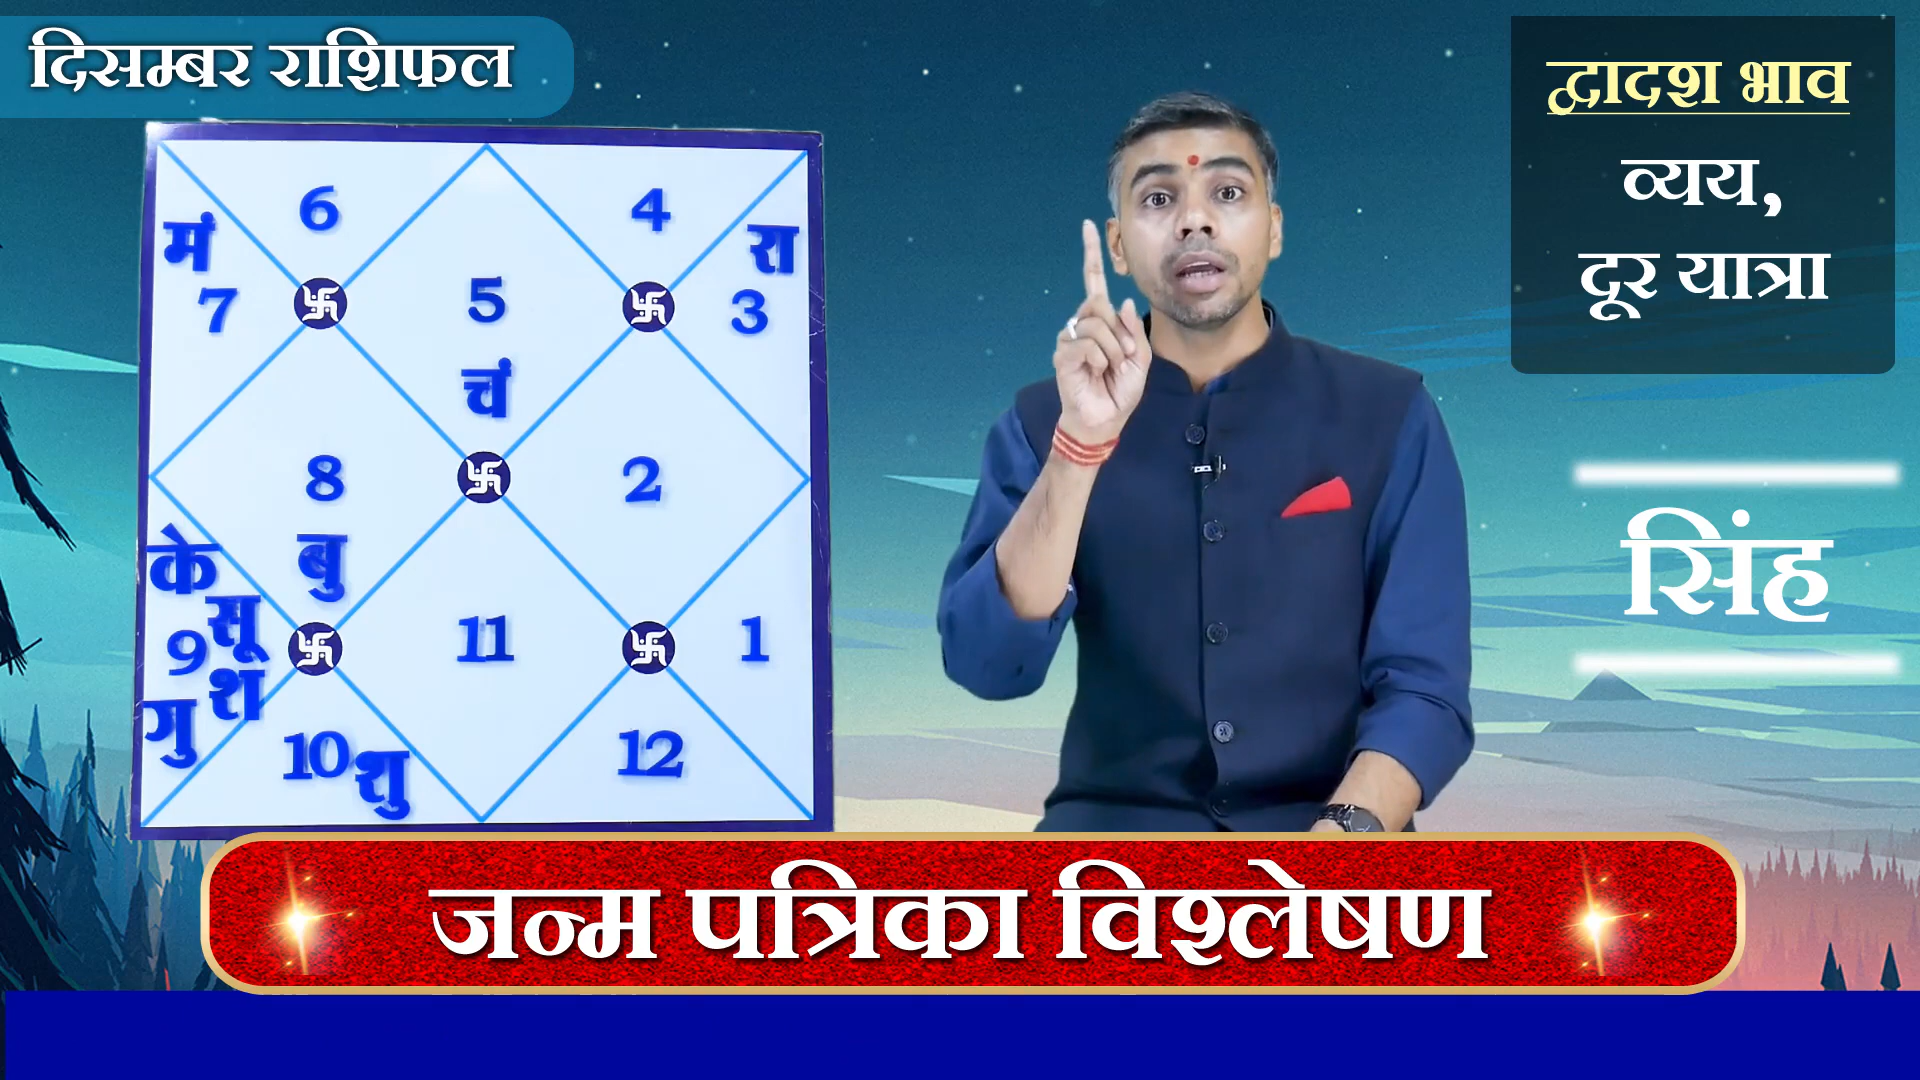 दिसम्बर राशिफल
द्वादश भाव
व्यय,
दूर यात्रा
6
4
मं
रा
7
5
3
चं
8
2
बु
के
सू
9
11
1
श
गु
10 शु
12
सिंह
जन्म पत्रिका विश्लेषण